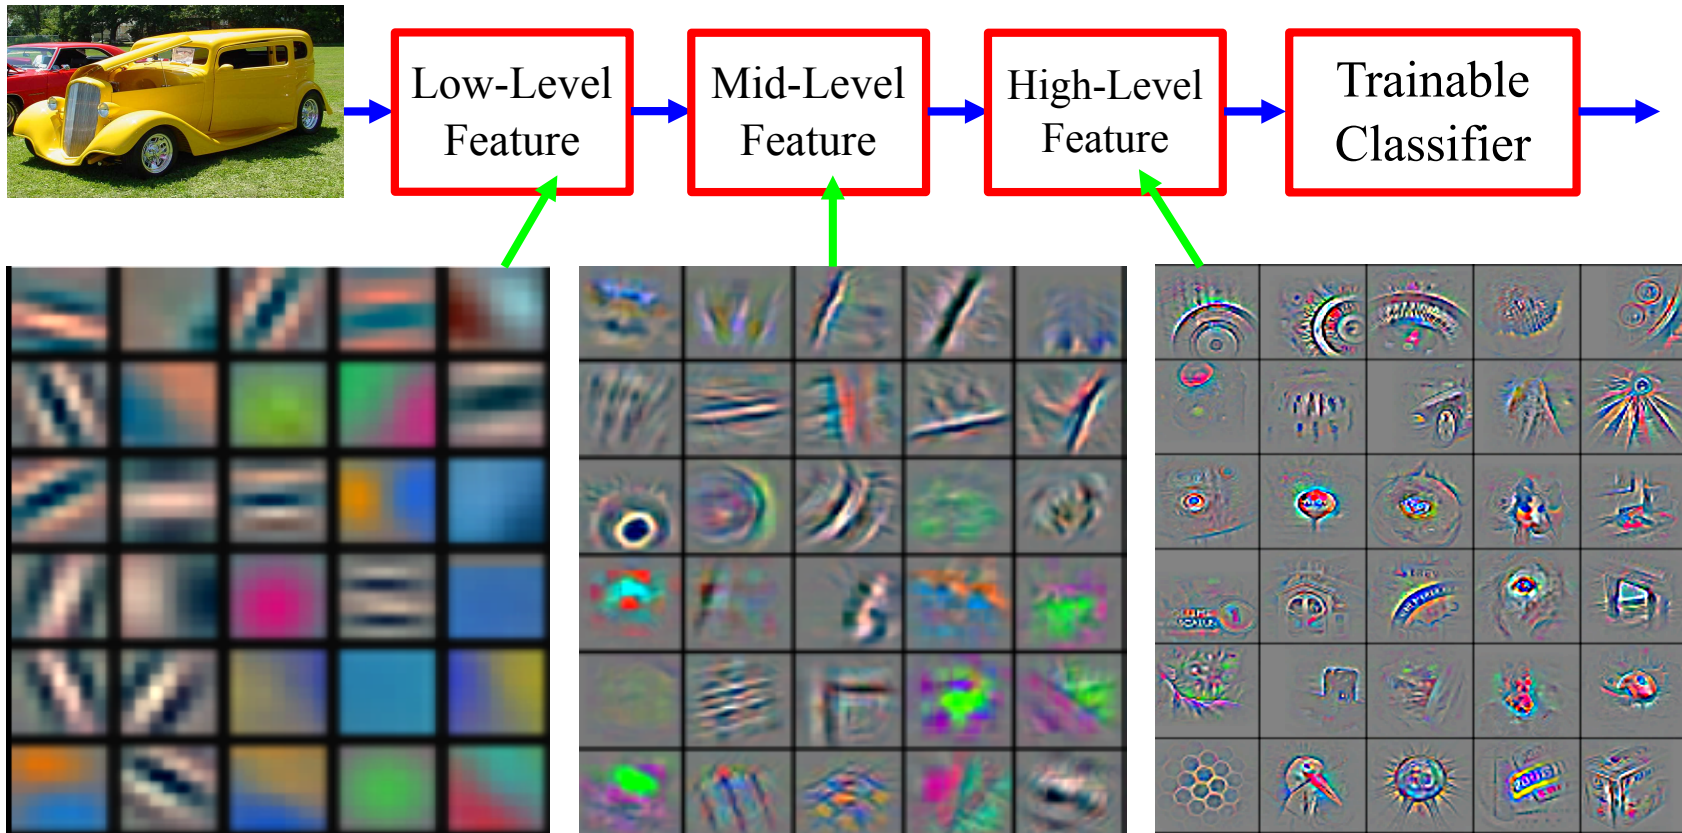 Low-Level
Feature
Mid-Level
Feature
High-Level
Feature
Trainable
Classifier